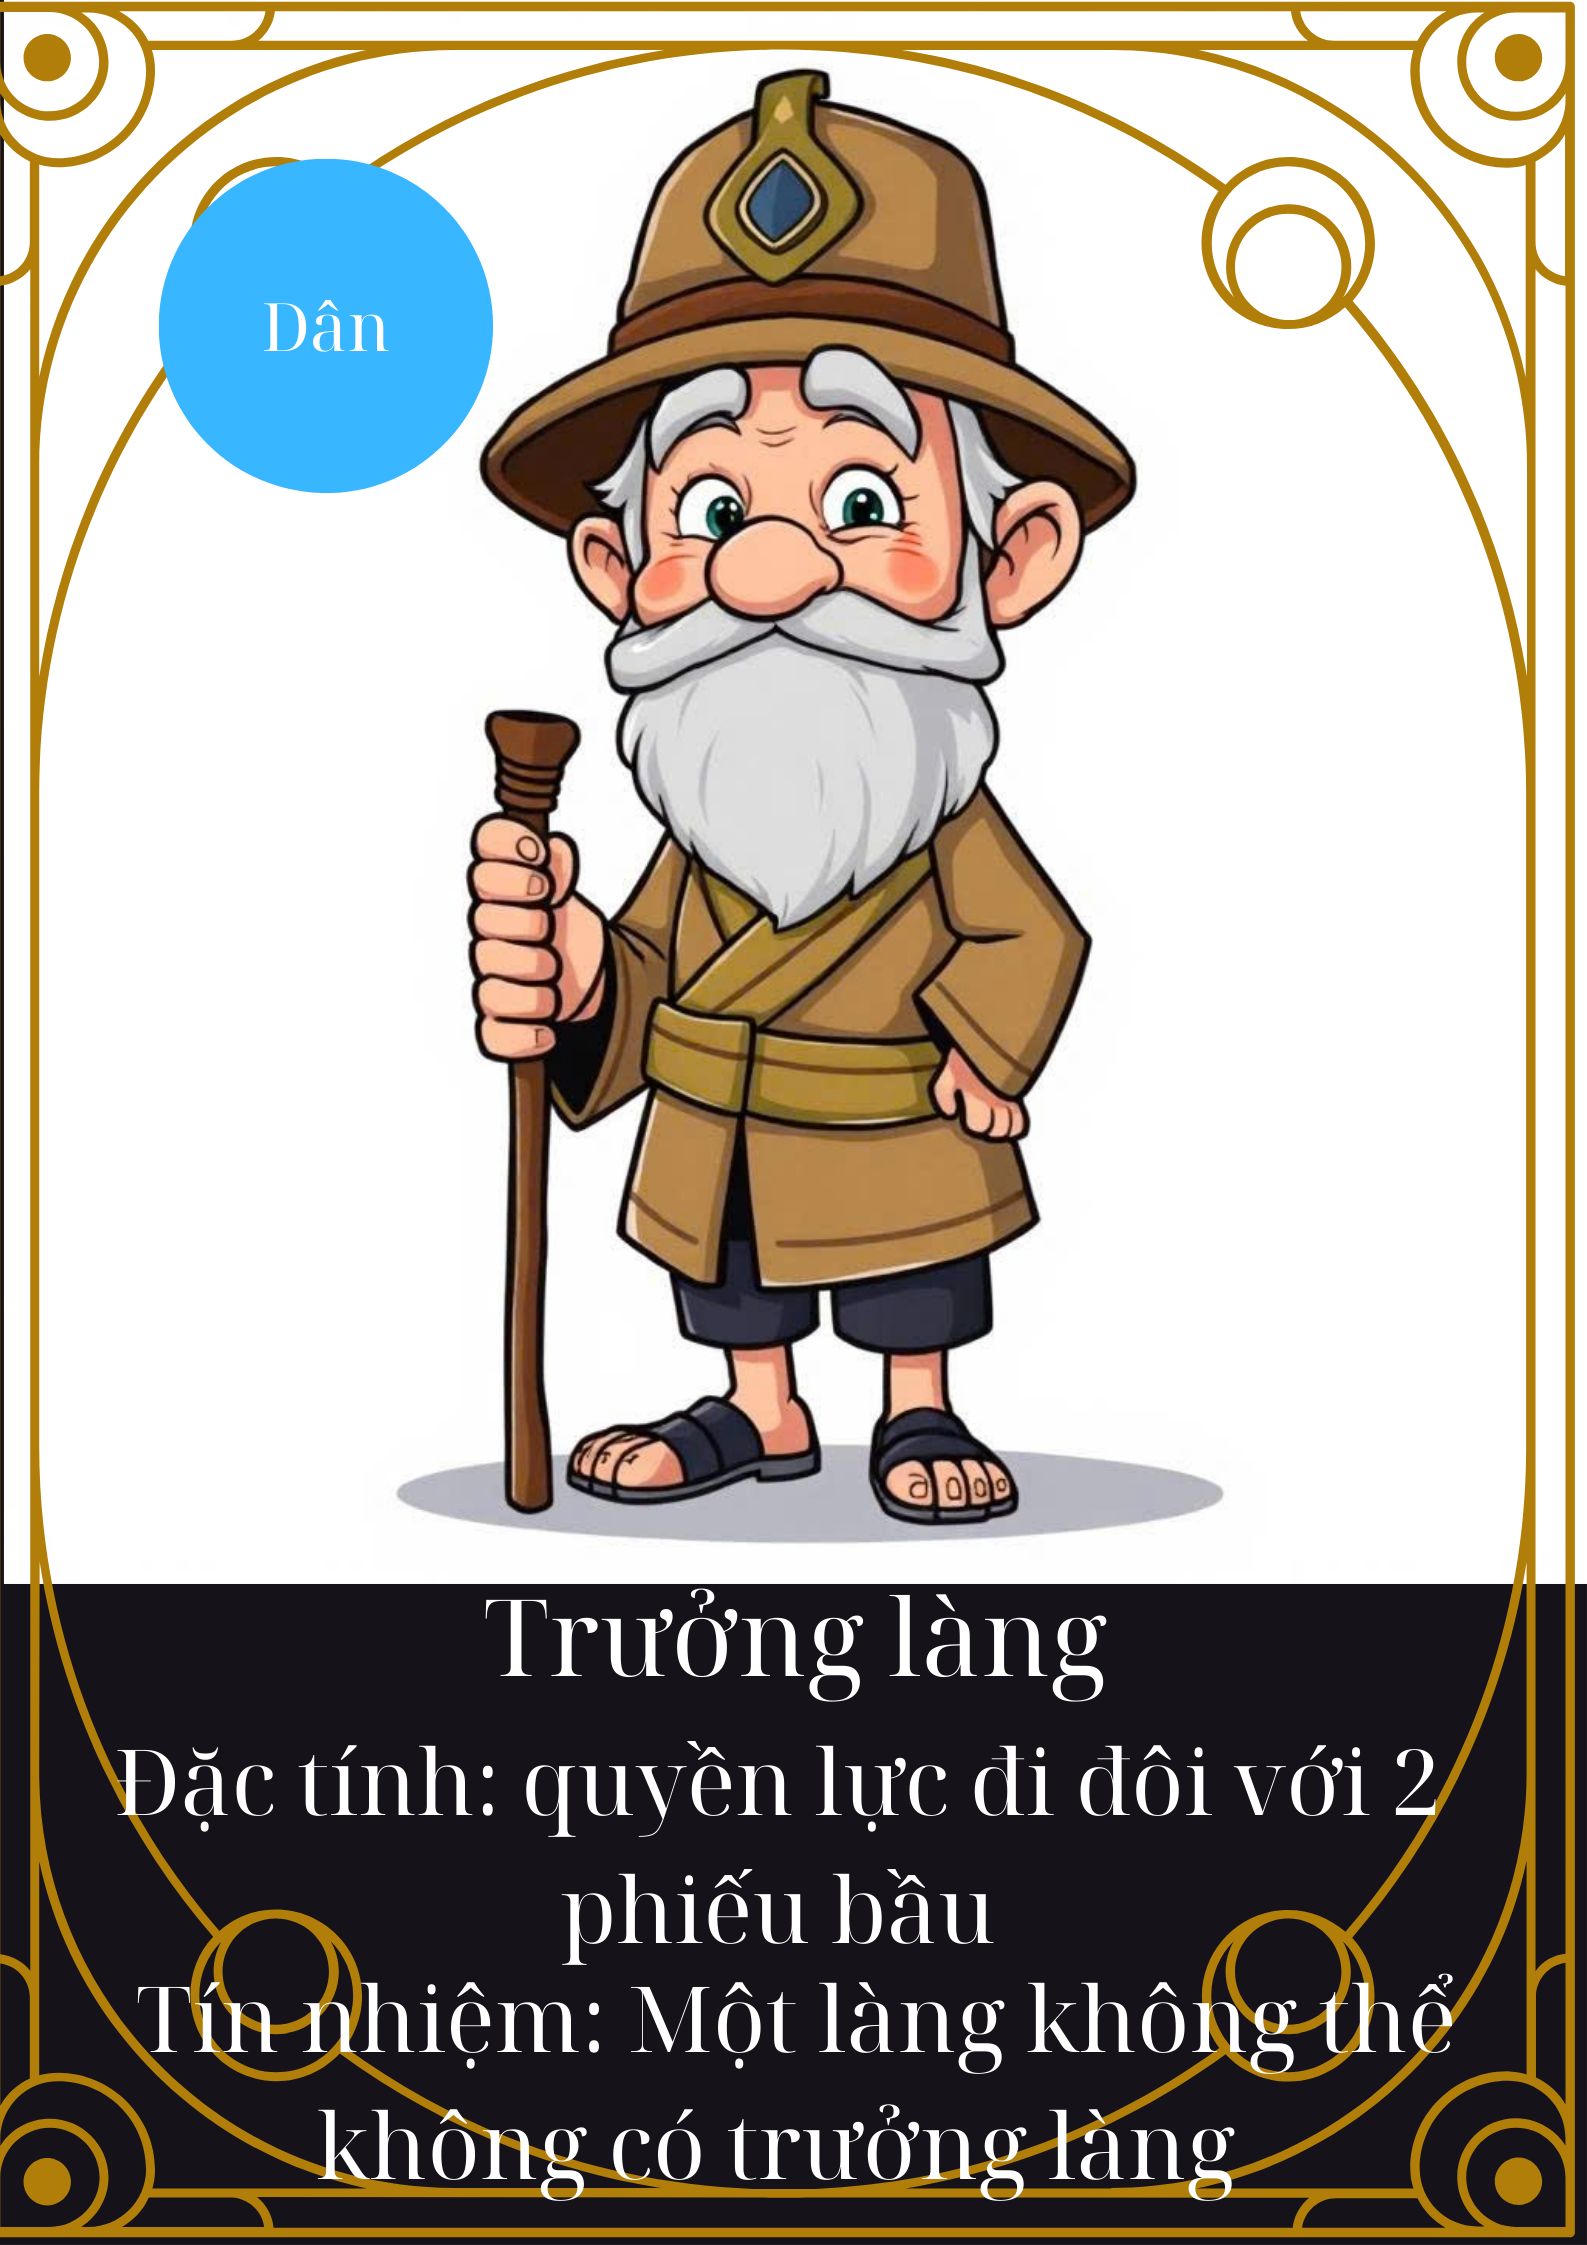 Dân
Trưởng làng
Đặc tính: quyền lực đi đôi với 2
phiếu bầu
Tín nhiệm: Một làng không thể
không có trưởng làng